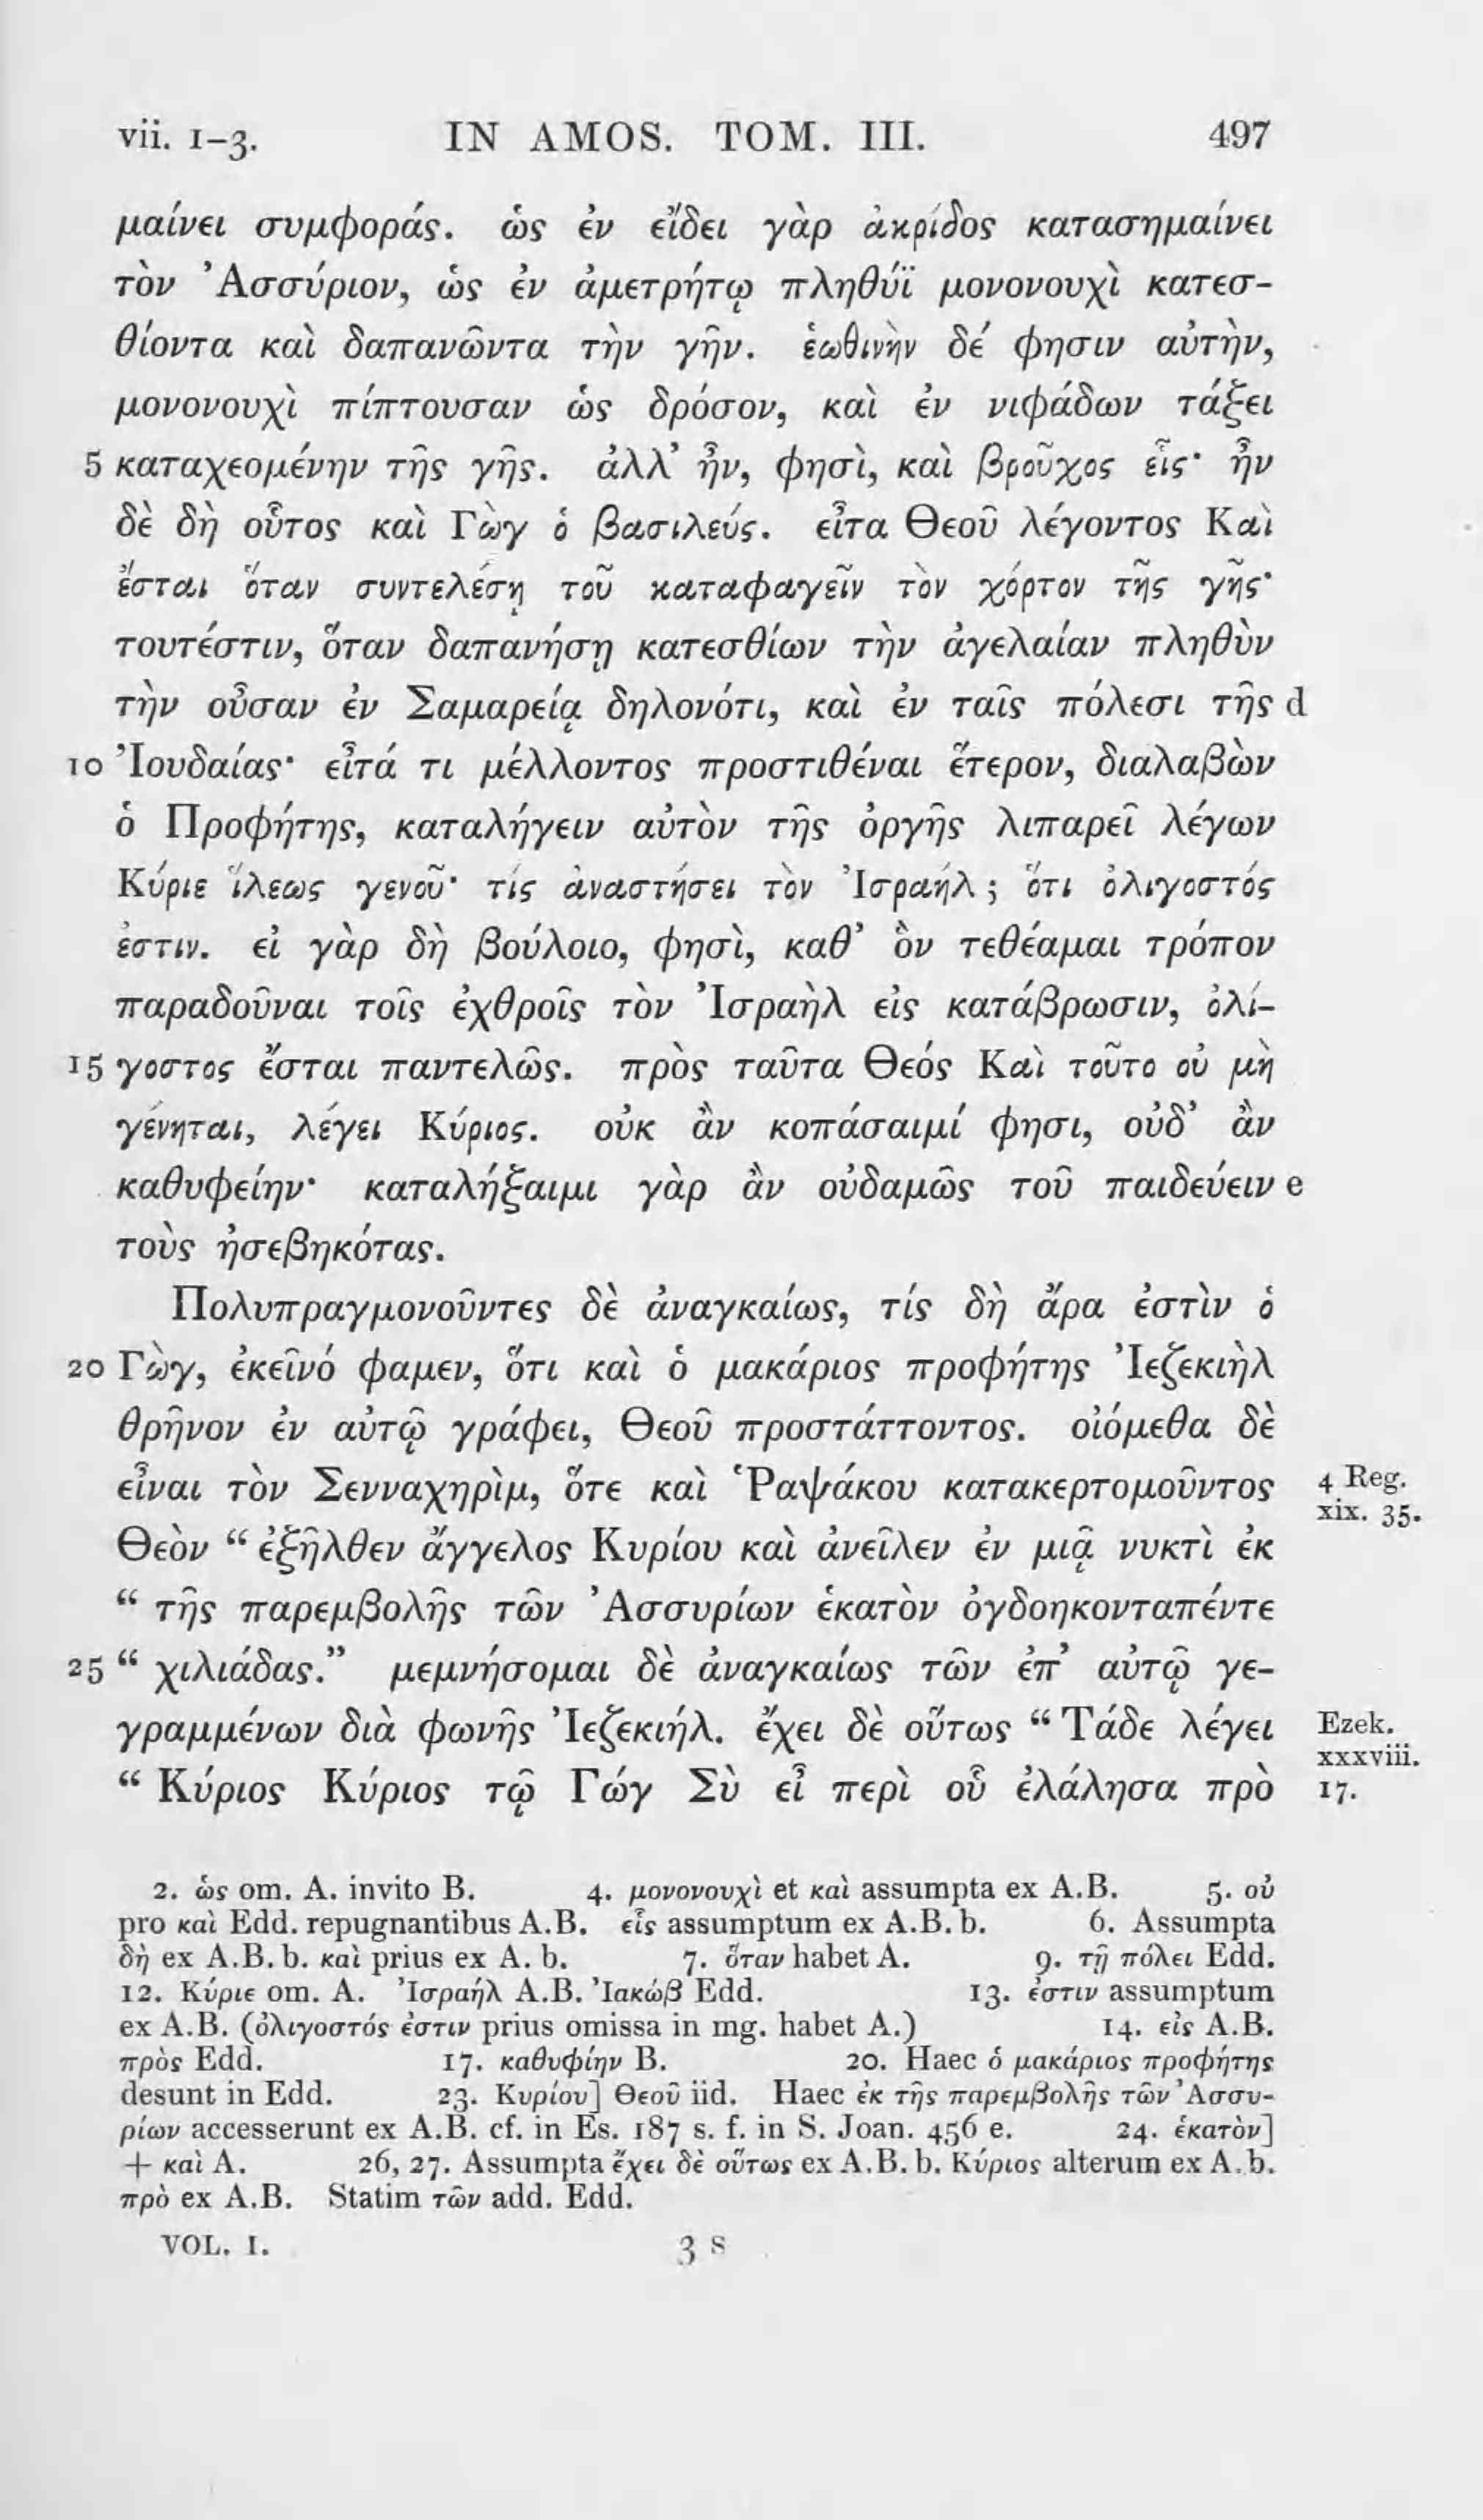 vii. 1–3. IN AMOS. TOM. III. 497
μαίνει συμφοράς. ὡς ἐν εἴδει γὰρ ἀκρίδος κατασημαίνει
τὸν Ἀσσύριον, ὡς ἐν ἀμετρήτῳ πληθύϊ μονονουχὶ κατεσ-
θίοντα καὶ δαπανῶντα τὴν γῆν. ἑωθινὴν δέ φησιν αὐτὴν,
μονονουχὶ πίπτουσαν ὡς δρόσον, καὶ ἐν νιφάδων τάξει
5 καταχεομένην τῆς γῆς. ἀλλ’ ἦν, φησὶ, καὶ βροῦχος εἷς· ἦν
δὲ δὴ οὗτος καὶ Γὼγ ὁ βασιλεύς. εἶτα Θεοῦ λέγοντος Καὶ
ἔσται ὅταν συντελέσῃ τοῦ καταφαγεῖν τὸν χόρτον τῆς γῆς·
τουτέστιν, ὅταν δαπανήσῃ κατεσθίων τὴν ἀγελαίαν πληθὺν
τὴν οὖσαν ἐν Σαμαρείᾳ δηλονότι, καὶ ἐν ταῖς πόλεσι τῆς d
10 Ἰουδαίας· εἶτά τι μέλλοντος προστιθέναι ἕτερον, διαλαβὼν
ὁ Προφήτης, καταλήγειν αὐτὸν τῆς ὀργῆς λιπαρεῖ λέγων
Κύριε ἵλεως γενοῦ· τίς ἀναστήσει τὸν Ἰσραήλ; ὅτι ὀλιγοστός
ἐστιν. εἰ γὰρ δὴ βούλοιο, φησὶ, καθ’ ὃν τεθέαμαι τρόπον
παραδοῦναι τοῖς ἐχθροῖς τὸν Ἰσραὴλ εἰς κατάβρωσιν, ὀλί-
15 γοστος ἔσται παντελῶς. πρὸς ταῦτα Θεός Καὶ τοῦτο οὐ μὴ
γένηται, λέγει Κύριος. οὐκ ἂν κοπάσαιμί φησι, οὐδ’ ἂν
καθυφείην· καταλήξαιμι γὰρ ἂν οὐδαμῶς τοῦ παιδεύειν e
τοὺς ἠσεβηκότας.
Πολυπραγμονοῦντες δὲ ἀναγκαίως, τίς δὴ ἄρα ἐστὶν ὁ
20 Γὼγ, ἐκεῖνό φαμεν, ὅτι καὶ ὁ μακάριος προφήτης Ἰεζεκιὴλ
θρῆνον ἐν αὐτῷ γράφει, Θεοῦ προστάττοντος. οἰόμεθα δὲ
εἶναι τὸν Σενναχηρὶμ, ὅτε καὶ Ῥαψάκου κατακερτομοῦντος 4 Reg.
xix. 35.
Θεὸν “ ἐξῆλθεν ἄγγελος Κυρίου καὶ ἀνεῖλεν ἐν μιᾷ νυκτὶ ἐκ
“ τῆς παρεμβολῆς τῶν Ἀσσυρίων ἑκατὸν ὀγδοηκονταπέντε
25 “ χιλιάδας.” μεμνήσομαι δὲ ἀναγκαίως τῶν ἐπ’ αὐτῷ γε-
γραμμένων διὰ φωνῆς Ἰεζεκιήλ. ἔχει δὲ οὕτως “ Τάδε λέγει Ezek.
xxxviii.
“ Κύριος Κύριος τῷ Γώγ Σὺ εἶ περὶ οὗ ἐλάλησα πρὸ 17.
2. ὡς om. A. invito B. 4. μονονουχὶ et καὶ assumpta ex A.B. 5. οὐ
pro καὶ Edd. repugnantibus A.B. εἷς assumptum ex A.B. b. 6. Assumpta
δὴ ex A.B. b. καὶ prius ex A. b. 7. ὅταν habet A. 9. τῇ πόλει Edd.
12. Κύριε om. A. Ἰσραήλ A.B. Ἰακώβ Edd. 13. ἐστιν assumptum
ex A.B. (ὀλιγοστός ἐστιν prius omissa in mg. habet A.) 14. εἰς A.B.
πρὸς Edd. 17. καθυφίην B. 20. Haec ὁ μακάριος προφήτης
desunt in Edd. 23. Κυρίου] Θεοῦ iid. Haec ἐκ τῆς παρεμβολῆς τῶν Ἀσσυ-
ρίων accesserunt ex A.B. cf. in Es. 187 s. f. in S. Joan. 456 e. 24. ἑκατὸν]
+ καὶ A. 26, 27. Assumpta ἔχει δὲ οὕτως ex A.B. b. Κύριος alterum ex A. b.
πρὸ ex A.B. Statim τῶν add. Edd.
VOL. I. 3 S